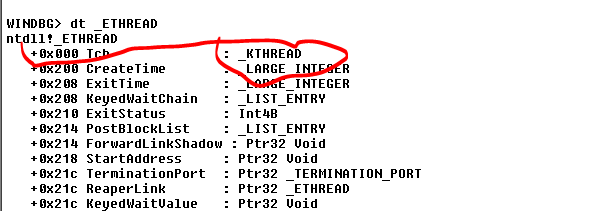 WINDBG> dt _ETHREAD
ntdll!_ETHREAD
+0x000 Tcb : _KTHREAD
+0x200 CreateTime : _LARGE_INTEGER
+0x208 ExitTime : _LARGE_INTEGER
+0x208 KeyedWaitChain : _LIST_ENTRY
+0x210 ExitStatus : Int4B
+0x214 PostBlockList : _LIST_ENTRY
+0x214 ForwardLinkShadow : Ptr32 Void
+0x218 StartAddress : Ptr32 Void
+0x21c TerminationPort : Ptr32 _TERMINATION_PORT
+0x21c ReaperLink : Ptr32 _ETHREAD
+0x21c KeyedWaitValue : Ptr32 Void